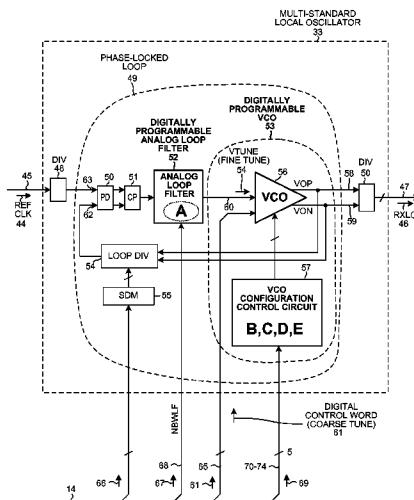 MULTI-STANDARD
LOCAL OSCILLATOR
33
PHASE-LOCKED
LOOP
49
DIGITALLY
PROGRAMMABLE
ANALOG LOOP
FILTER
52
DIGITALLY
PROGRAMMABLE
VCO
53
DIV
48
50
51
VTUNE
(FINE TUNE)
54
56
58
DIV
50
45
63
PD
CP
ANALOG
LOOP
FILTER
A
VCO
VOP
VON
47
REF
CLK
44
62
60
59
RXLO
46
LOOP DIV
54
57
SDM
55
VCO
CONFIGURATION
CONTROL CIRCUIT
B,C,D,E
NBWLF
DIGITAL
CONTROL WORD
(COARSE TUNE)
61
5
14
66
67
68
61
65
70-74
69